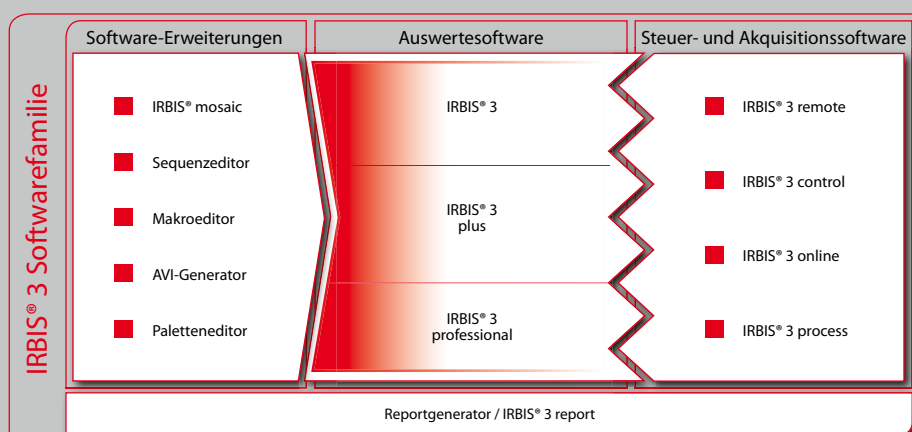 IRBIS® 3 Softwarefamilie
Software-Erweiterungen
IRBIS® mosaic
Sequenzeditor
Makroeditor
AVI-Generator
Paletteneditor
Auswertesoftware
IRBIS® 3
IRBIS® 3
plus
IRBIS® 3
professional
Steuer- und Akquisitionssoftware
IRBIS® 3 remote
IRBIS® 3 control
IRBIS® 3 online
IRBIS® 3 process
Reportgenerator / IRBIS® 3 report